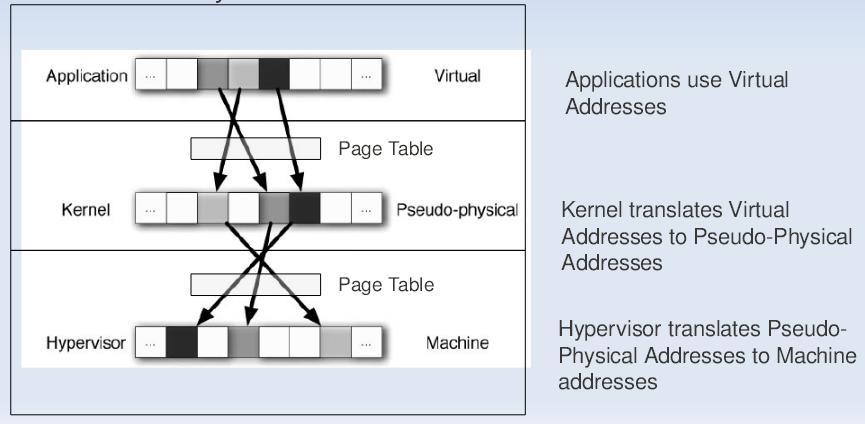 Application ... ... Virtual
Applications use Virtual
Addresses
Page Table
Kernel ... ... Pseudo-physical
Kernel translates Virtual
Addresses to Pseudo-Physical
Addresses
Page Table
Hypervisor ... ... Machine
Hypervisor translates Pseudo-
Physical Addresses to Machine
addresses